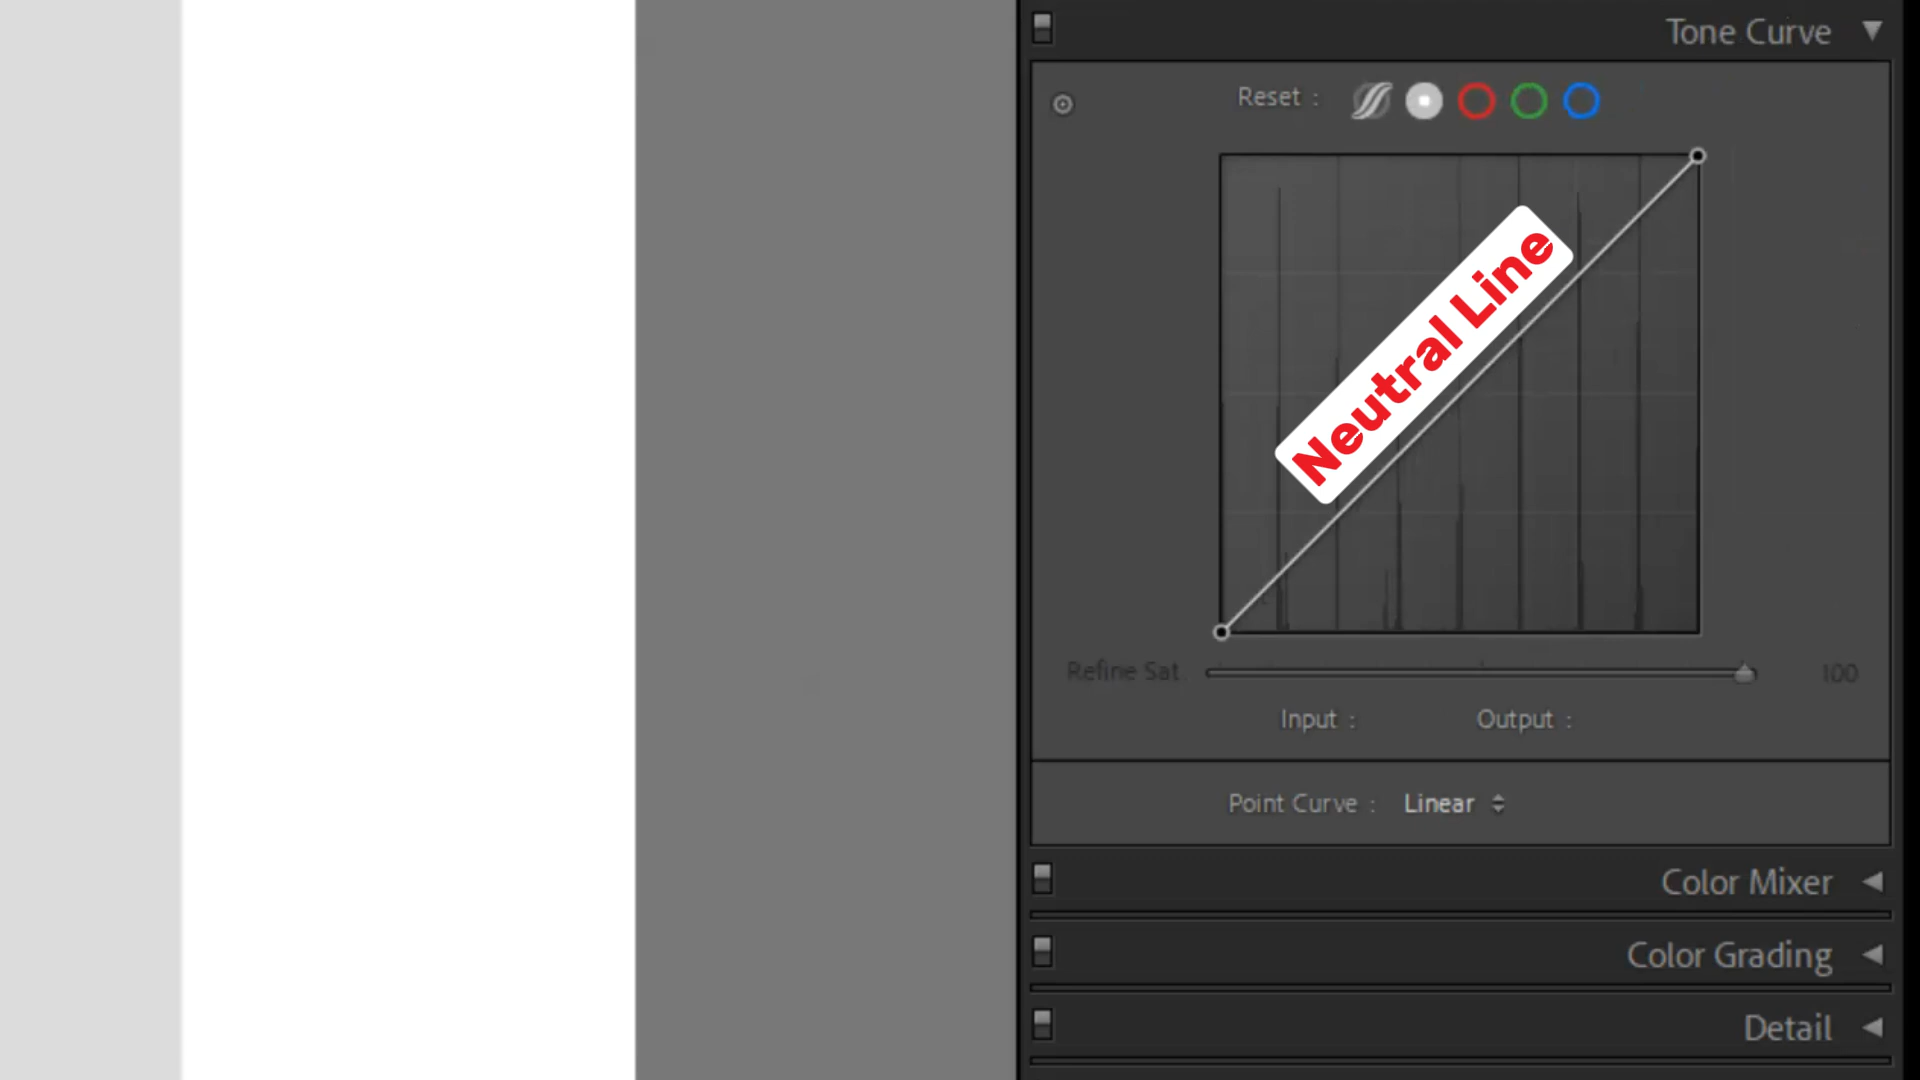 Tone Curve
Reset :
Neutral Line
Refine Sat. 100
Input : Output :
Point Curve : Linear
Color Mixer
Color Grading
Detail